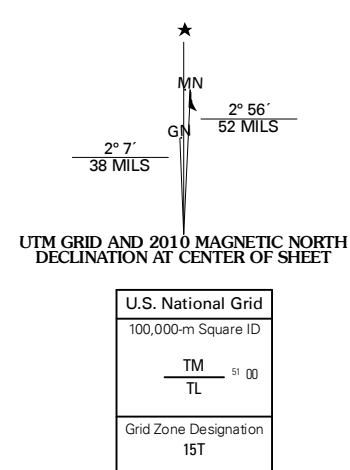 MN
2° 56´
52 MILS
GN
2° 7´
38 MILS
UTM GRID AND 2010 MAGNETIC NORTH
DECLINATION AT CENTER OF SHEET
U.S. National Grid
100,000-m Square ID
TM
51 00
TL
Grid Zone Designation
15T